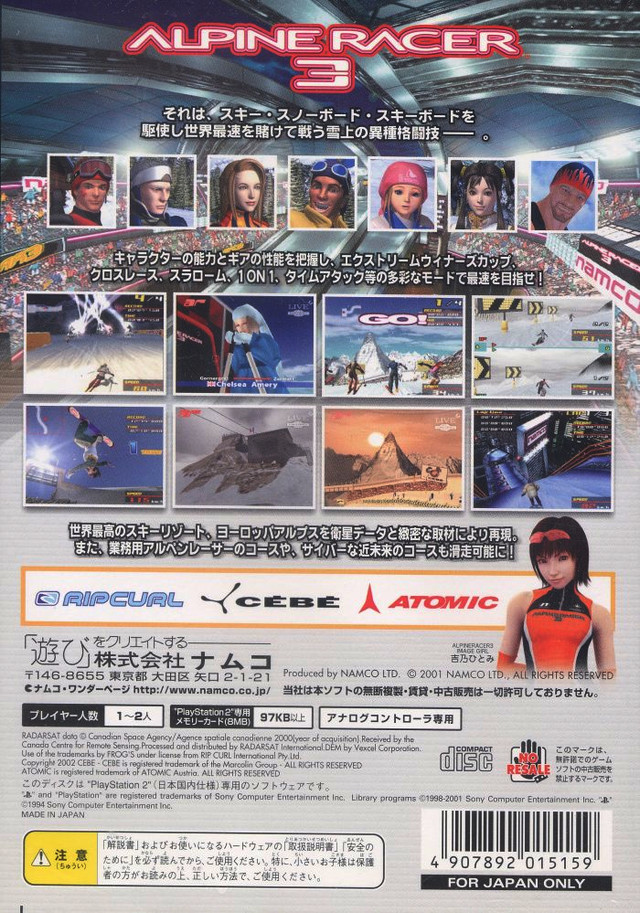 ALPINE RACER
3
それは、スキー・スノーボード・スキーボードを
駆使し世界最速を賭けて戦う雪上の異種格闘技――。
ALPINE RACER
namco
キャラクターの能力とギアの性能を把握し、エクストリームウィナーズカップ、
クロスレース、スラローム、1ON1、タイムアタック等の多彩なモードで最速を目指せ！
LIVE
Chelsea Amery
GO!
LIVE
LIVE
世界最高のスキーリゾート、ヨーロッパアルプスを衛星データと緻密な取材により再現。
また、業務用アルペンレーサーのコースや、サイバーな近未来のコースも滑走可能に！
RIP CURL CÉBÉ ATOMIC
ALPINERACER3
IMAGE GIRL
吉乃ひとみ
「遊び」をクリエイトする
株式会社 ナムコ
〒146-8655 東京都 大田区 矢口 2-1-21
ナムコ・ワンダーページ http://www.namco.co.jp/
Produced by NAMCO LTD. © 2001 NAMCO LTD., ALL RIGHTS RESERVED
当社は本ソフトの無断複製・賃貸・中古販売は一切許可しておりません。
プレイヤー人数 1〜2人 "PlayStation 2"専用メモリーカード(8MB) 97KB以上 アナログコントローラ専用
RADARSAT data © Canadian Space Agency/Agence spatiale canadienne 2000(year of acquisition).Received by the
Canada Centre for Remote Sensing.Processed and distributed by RADARSAT International.DEM by Vexcel Corporation.
Use of the trademarks by FROG'S under license from RIP CURL International Pty.Ltd.
Copyright 2002 CEBE - CEBE is registered trademark of the Marcolin Group - ALL RIGHTS RESERVED
ATOMIC is registered trademark of ATOMIC Austria. ALL RIGHTS RESERVED
このディスクは "PlayStation 2"(日本国内仕様) 専用のソフトウェアです。
and "PlayStation" are registered trademarks of Sony Computer Entertainment Inc. Library programs ©1998-2001 Sony Computer Entertainment Inc.
©1994 Sony Computer Entertainment Inc.
MADE IN JAPAN
COMPACT
disc
NO
RESALE
このマークは、
無許諾でのゲーム
ソフトの中古販売を
禁止するマークです。
注意
(ちゅうい)
「解説書」およびお使いになるハードウェアの「取扱説明書」「安全の
ために」を必ず読んでから、ご使用ください。特に、小さいお子様は保護
者の方がお読みの上、正しい方法で、ご使用ください。
4 907892 015159
FOR JAPAN ONLY